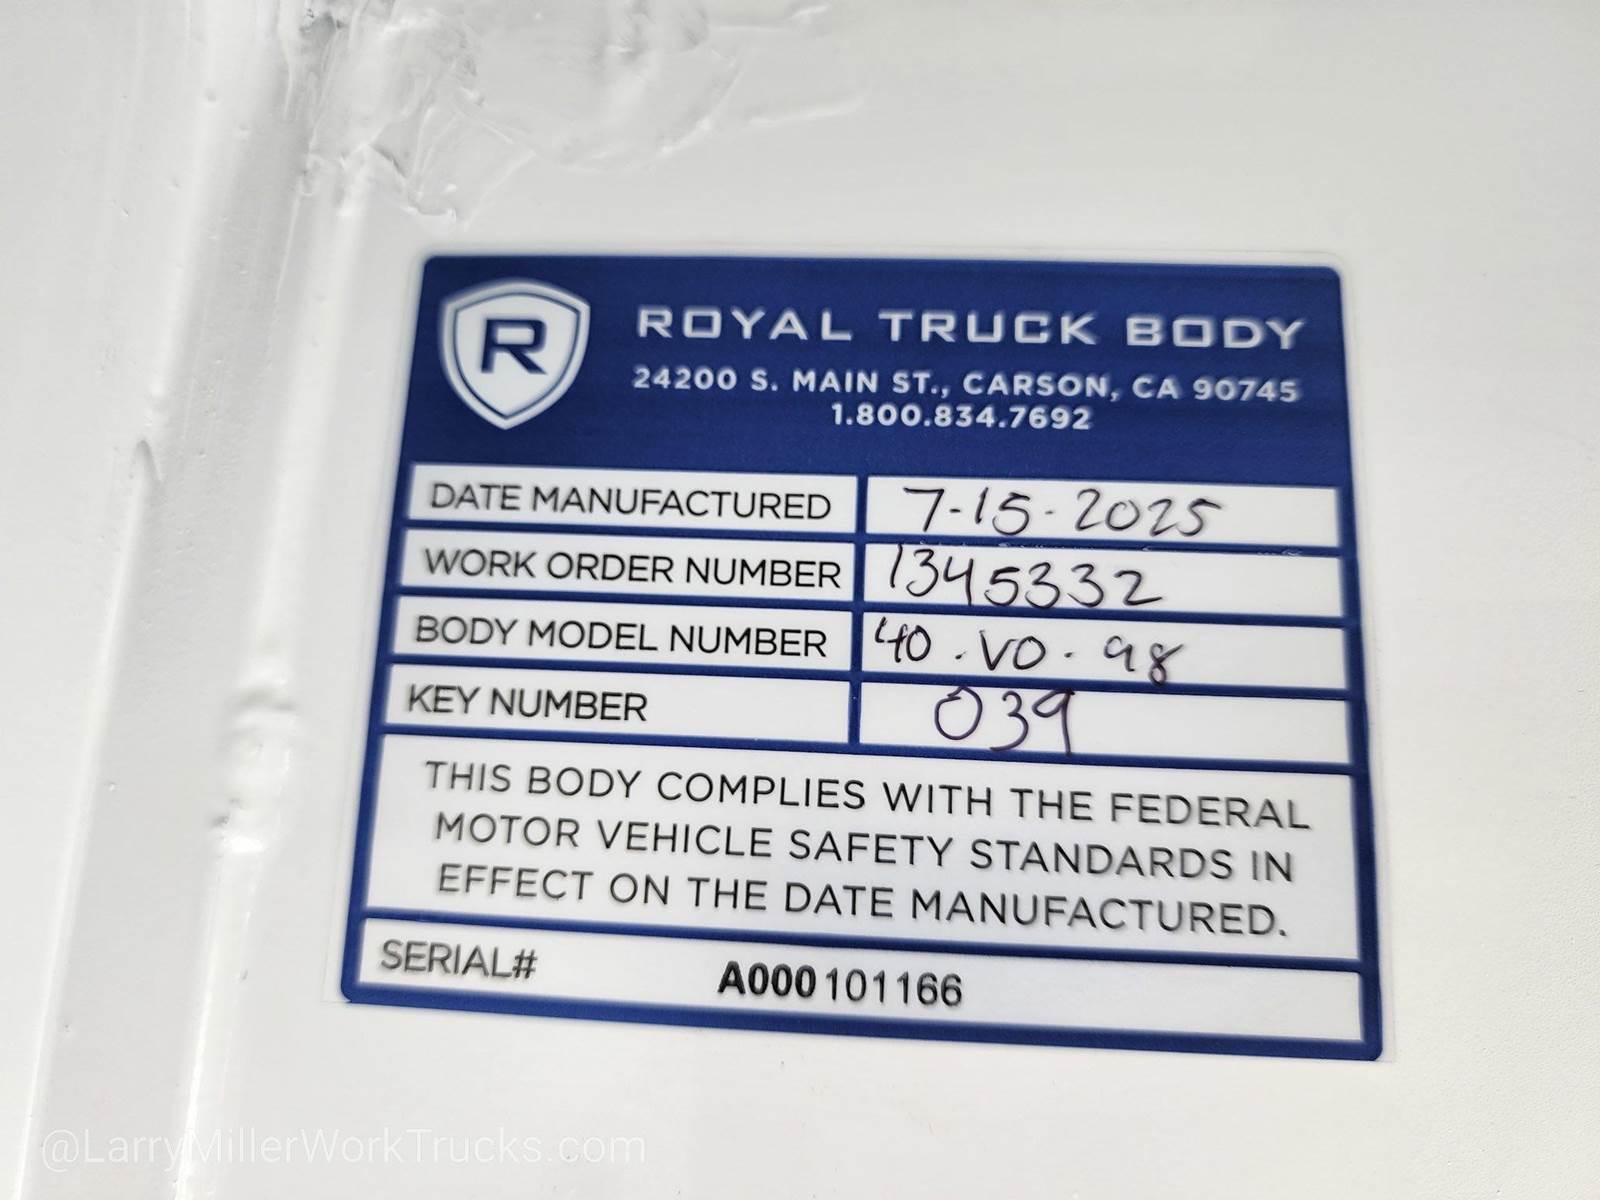 R
ROYAL TRUCK BODY
24200 S. MAIN ST., CARSON, CA 90745
1.800.834.7692
DATE MANUFACTURED 7-15-2025
WORK ORDER NUMBER 1345332
BODY MODEL NUMBER 40-VO-98
KEY NUMBER 039
THIS BODY COMPLIES WITH THE FEDERAL
MOTOR VEHICLE SAFETY STANDARDS IN
EFFECT ON THE DATE MANUFACTURED.
SERIAL# A000101166
@LarryMillerWorkTrucks.com